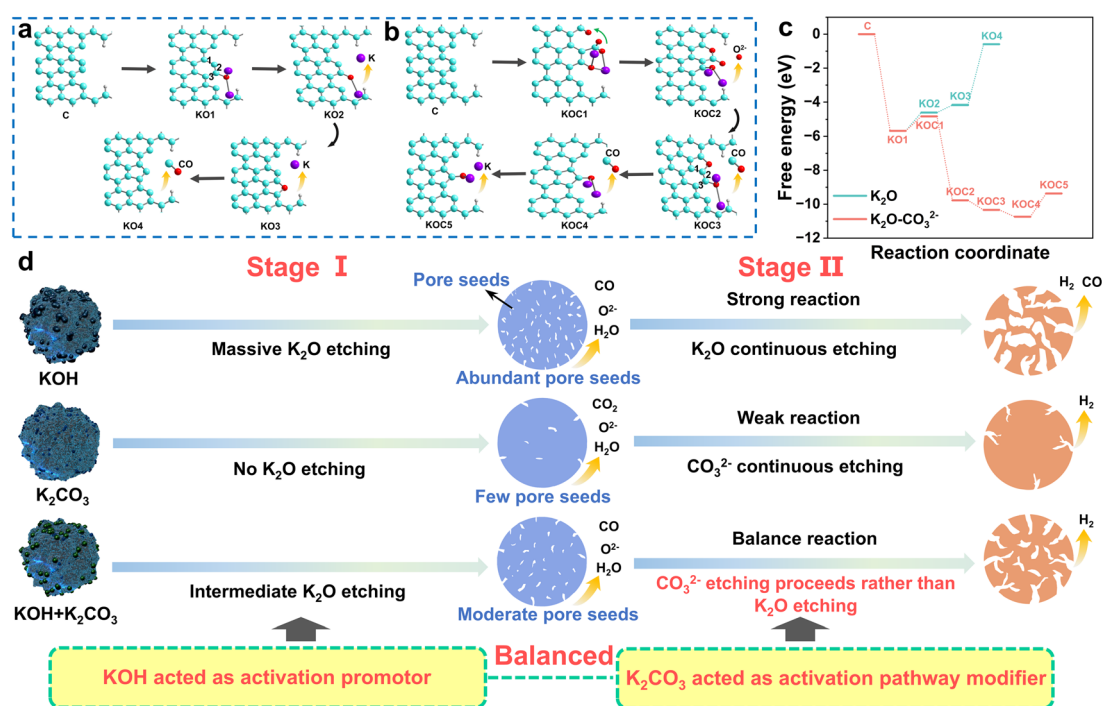 a
C
1
2
3
KO1
K
KO2
CO
KO4
K
KO3
b
C
KOC1
O²⁻
KOC2
K
KOC5
CO
KOC4
1
2
3
CO
KOC3
c
Free energy (eV)
0
−2
−4
−6
−8
−10
−12
C
KO1
KO2
KOC1
KO3
KO4
KOC2
KOC3
KOC4
KOC5
K₂O
K₂O-CO₃²⁻
Reaction coordinate
d
Stage I
Stage II
KOH
Massive K₂O etching
Pore seeds
CO
O²⁻
H₂O
Abundant pore seeds
Strong reaction
K₂O continuous etching
H₂ CO
K₂CO₃
No K₂O etching
CO₂
O²⁻
H₂O
Few pore seeds
Weak reaction
CO₃²⁻ continuous etching
H₂
KOH+K₂CO₃
Intermediate K₂O etching
CO
O²⁻
H₂O
Moderate pore seeds
Balance reaction
CO₃²⁻ etching proceeds rather than
K₂O etching
H₂
KOH acted as activation promotor
Balanced
K₂CO₃ acted as activation pathway modifier